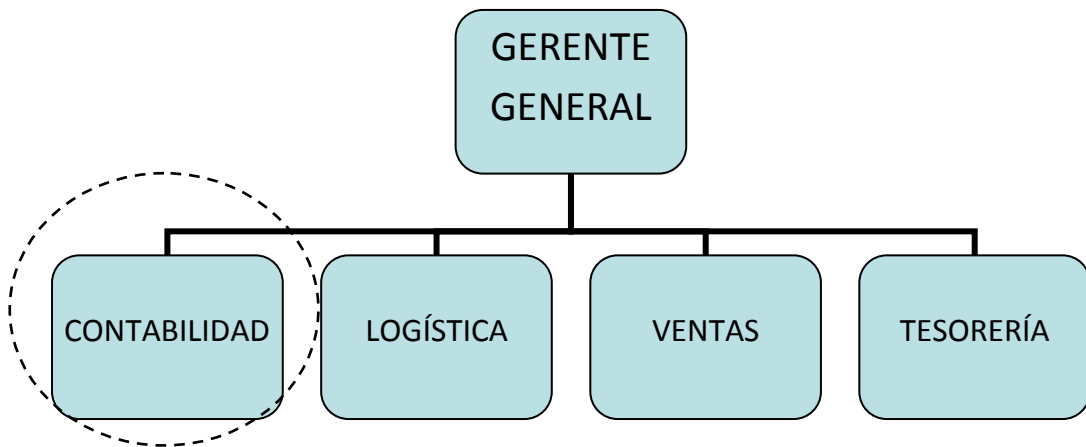 GERENTE
GENERAL
CONTABILIDAD
LOGÍSTICA
VENTAS
TESORERÍA